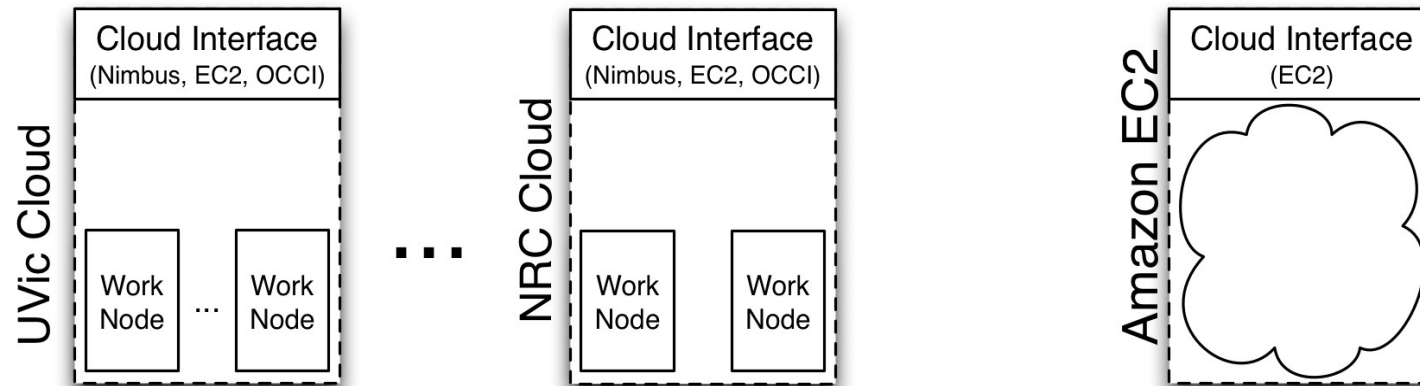 UVic Cloud
Cloud Interface
(Nimbus, EC2, OCCI)
Work
Node
...
Work
Node
...
NRC Cloud
Cloud Interface
(Nimbus, EC2, OCCI)
Work
Node
Work
Node
Amazon EC2
Cloud Interface
(EC2)